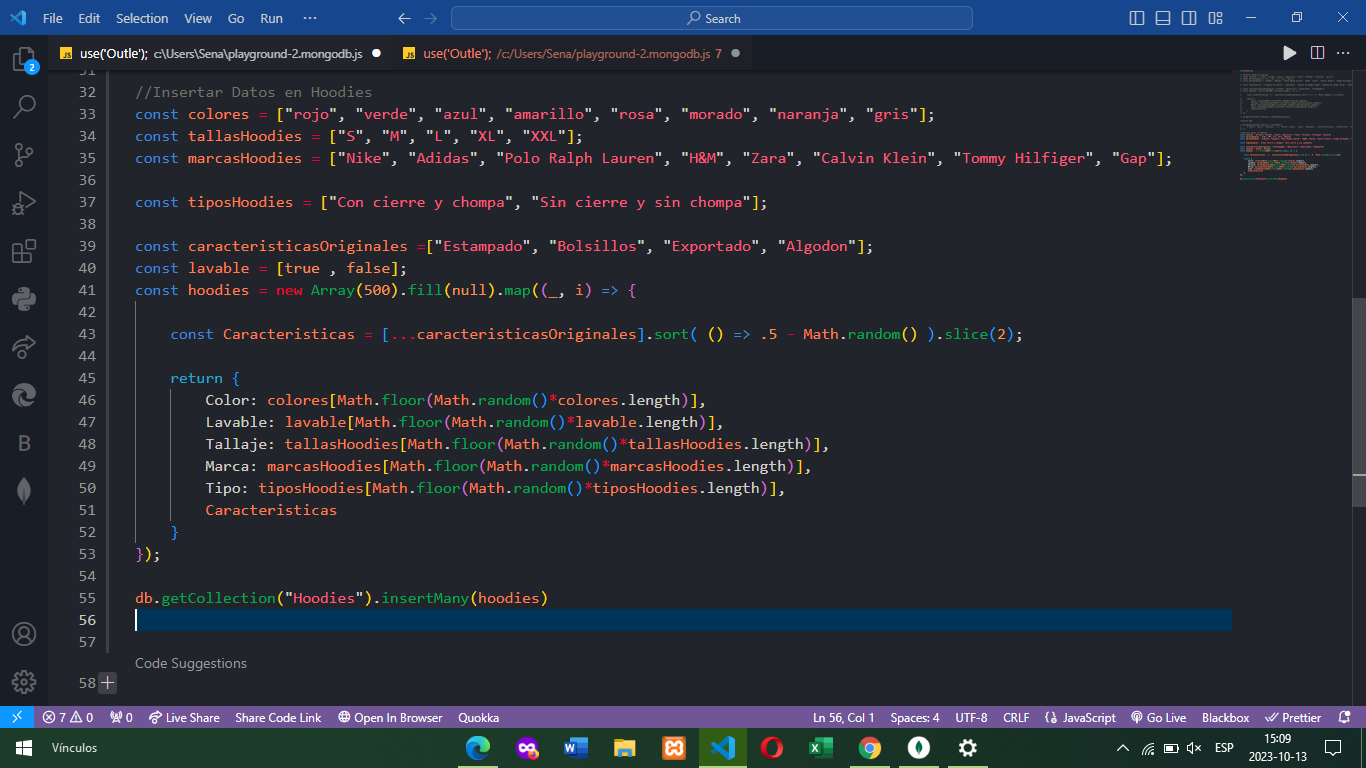 File Edit Selection View Go Run ··· Search
use('Outle'); c:\Users\Sena\playground-2.mongodb.js ● use('Outle'); /c:/Users/Sena/playground-2.mongodb.js 7 ●
31
32 //Insertar Datos en Hoodies
33 const colores = ["rojo", "verde", "azul", "amarillo", "rosa", "morado", "naranja", "gris"];
34 const tallasHoodies = ["S", "M", "L", "XL", "XXL"];
35 const marcasHoodies = ["Nike", "Adidas", "Polo Ralph Lauren", "H&M", "Zara", "Calvin Klein", "Tommy Hilfiger", "Gap"];
36
37 const tiposHoodies = ["Con cierre y chompa", "Sin cierre y sin chompa"];
38
39 const caracteristicasOriginales =["Estampado", "Bolsillos", "Exportado", "Algodon"];
40 const lavable = [true , false];
41 const hoodies = new Array(500).fill(null).map((_, i) => {
42
43 const Caracteristicas = [...caracteristicasOriginales].sort( () => .5 - Math.random() ).slice(2);
44
45 return {
46 Color: colores[Math.floor(Math.random()*colores.length)],
47 Lavable: lavable[Math.floor(Math.random()*lavable.length)],
48 Tallaje: tallasHoodies[Math.floor(Math.random()*tallasHoodies.length)],
49 Marca: marcasHoodies[Math.floor(Math.random()*marcasHoodies.length)],
50 Tipo: tiposHoodies[Math.floor(Math.random()*tiposHoodies.length)],
51 Caracteristicas
52 }
53 });
54
55 db.getCollection("Hoodies").insertMany(hoodies)
56
57
Code Suggestions
58 +
2
B
7 0 0 Live Share Share Code Link Open In Browser Quokka Ln 56, Col 1 Spaces: 4 UTF-8 CRLF {} JavaScript Go Live Blackbox Prettier
Vínculos ESP 15:09
2023-10-13